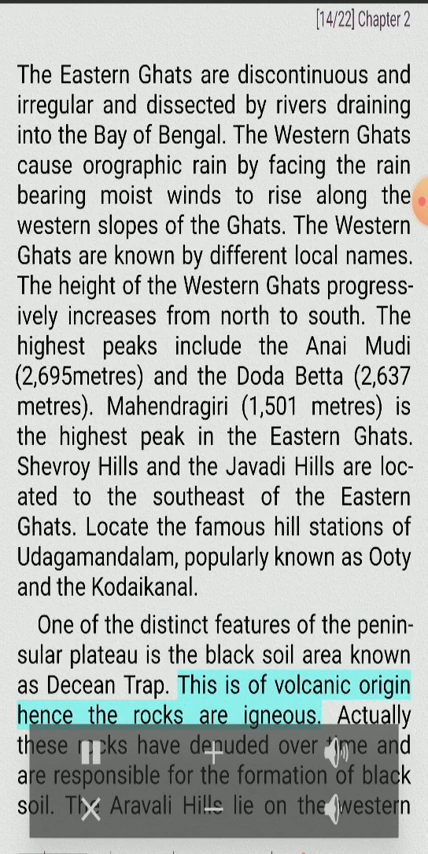 [14/22] Chapter 2
The Eastern Ghats are discontinuous and
irregular and dissected by rivers draining
into the Bay of Bengal. The Western Ghats
cause orographic rain by facing the rain
bearing moist winds to rise along the
western slopes of the Ghats. The Western
Ghats are known by different local names.
The height of the Western Ghats progress-
ively increases from north to south. The
highest peaks include the Anai Mudi
(2,695metres) and the Doda Betta (2,637
metres). Mahendragiri (1,501 metres) is
the highest peak in the Eastern Ghats.
Shevroy Hills and the Javadi Hills are loc-
ated to the southeast of the Eastern
Ghats. Locate the famous hill stations of
Udagamandalam, popularly known as Ooty
and the Kodaikanal.
One of the distinct features of the penin-
sular plateau is the black soil area known
as Decean Trap. This is of volcanic origin
hence the rocks are igneous. Actually
these rocks have denuded over time and
are responsible for the formation of black
soil. The Aravali Hills lie on the western